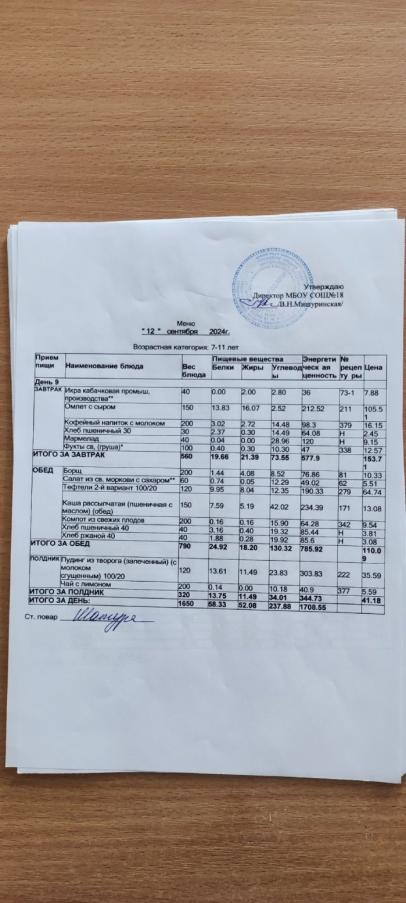 Утверждаю
Директор МБОУ СОШ№18
/В.Н.Мишуринская/
Меню
" 12 " сентября 2024г.
Возрастная категория: 7-11 лет
Прием пищи Наименование блюда Вес блюда Пищевые вещества Энергети ческ ая ценность № рецеп ту ры Цена
Белки Жиры Углевод ы
День 9
ЗАВТРАК Икра кабачковая промыш, производства** 40 0.00 2.00 2.80 36 73-1 7.88
Омлет с сыром 150 13.83 16.07 2.52 212.52 211 105.5 1
Кофейный напиток с молоком 200 3.02 2.72 14.48 98.3 379 16.15
Хлеб пшеничный 30 30 2.37 0.30 14.49 64.08 Н 2.45
Мармелад 40 0.04 0.00 28.96 120 Н 9.15
Фукты св, (груша)* 100 0.40 0.30 10.30 47 338 12.57
ИТОГО ЗА ЗАВТРАК 560 19.66 21.39 73.55 577.9 153.7 1
ОБЕД Борщ 200 1.44 4.08 8.52 76.86 81 10.33
Салат из св. моркови с сахаром** 60 0.74 0.05 12.29 49.02 62 5.51
Тефтели 2-й вариант 100/20 120 9.95 8.04 12.35 190.33 279 64.74
Каша рассыпчатая (пшеничная с маслом) (обед) 150 7.59 5.19 42.02 234.39 171 13.08
Компот из свежих плодов 200 0.16 0.16 15.90 64.28 342 9.54
Хлеб пшеничный 40 40 3.16 0.40 19.32 85.44 Н 3.81
Хлеб ржаной 40 40 1.88 0.28 19.92 85.6 Н 3.08
ИТОГО ЗА ОБЕД 790 24.92 18.20 130.32 785.92 110.0 9
ПОЛДНИК Пудинг из творога (запеченный) (с молоком сгущенным) 100/20 120 13.61 11.49 23.83 303.83 222 35.59
Чай с лимоном 200 0.14 0.00 10.18 40.9 377 5.59
ИТОГО ЗА ПОЛДНИК 320 13.75 11.49 34.01 344.73 41.18
ИТОГО ЗА ДЕНЬ: 1650 58.33 52.08 237.88 1708.55
Ст. повар